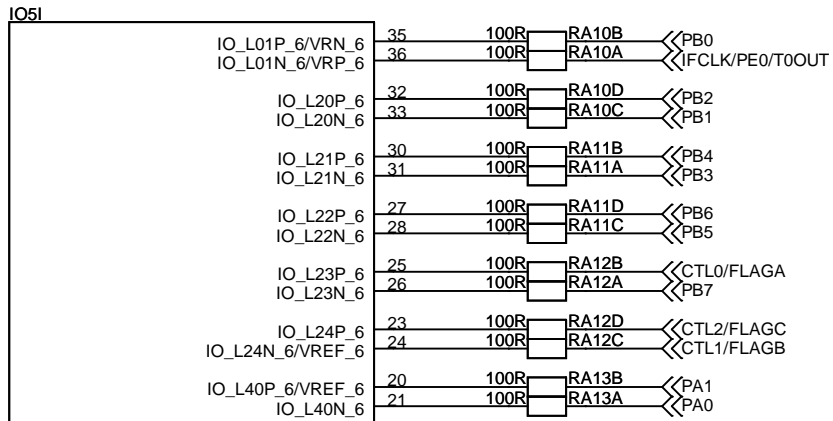 IO5I
IO_L01P_6/VRN_6 35 100R RA10B PB0
IO_L01N_6/VRP_6 36 100R RA10A IFCLK/PE0/T0OUT
IO_L20P_6 32 100R RA10D PB2
IO_L20N_6 33 100R RA10C PB1
IO_L21P_6 30 100R RA11B PB4
IO_L21N_6 31 100R RA11A PB3
IO_L22P_6 27 100R RA11D PB6
IO_L22N_6 28 100R RA11C PB5
IO_L23P_6 25 100R RA12B CTL0/FLAGA
IO_L23N_6 26 100R RA12A PB7
IO_L24P_6 23 100R RA12D CTL2/FLAGC
IO_L24N_6/VREF_6 24 100R RA12C CTL1/FLAGB
IO_L40P_6/VREF_6 20 100R RA13B PA1
IO_L40N_6 21 100R RA13A PA0